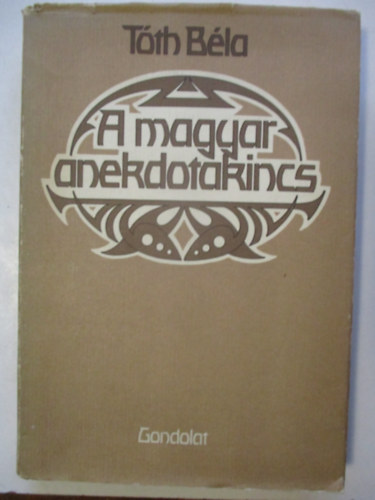 Tóth Béla
A magyar
anekdotakincs
Gondolat